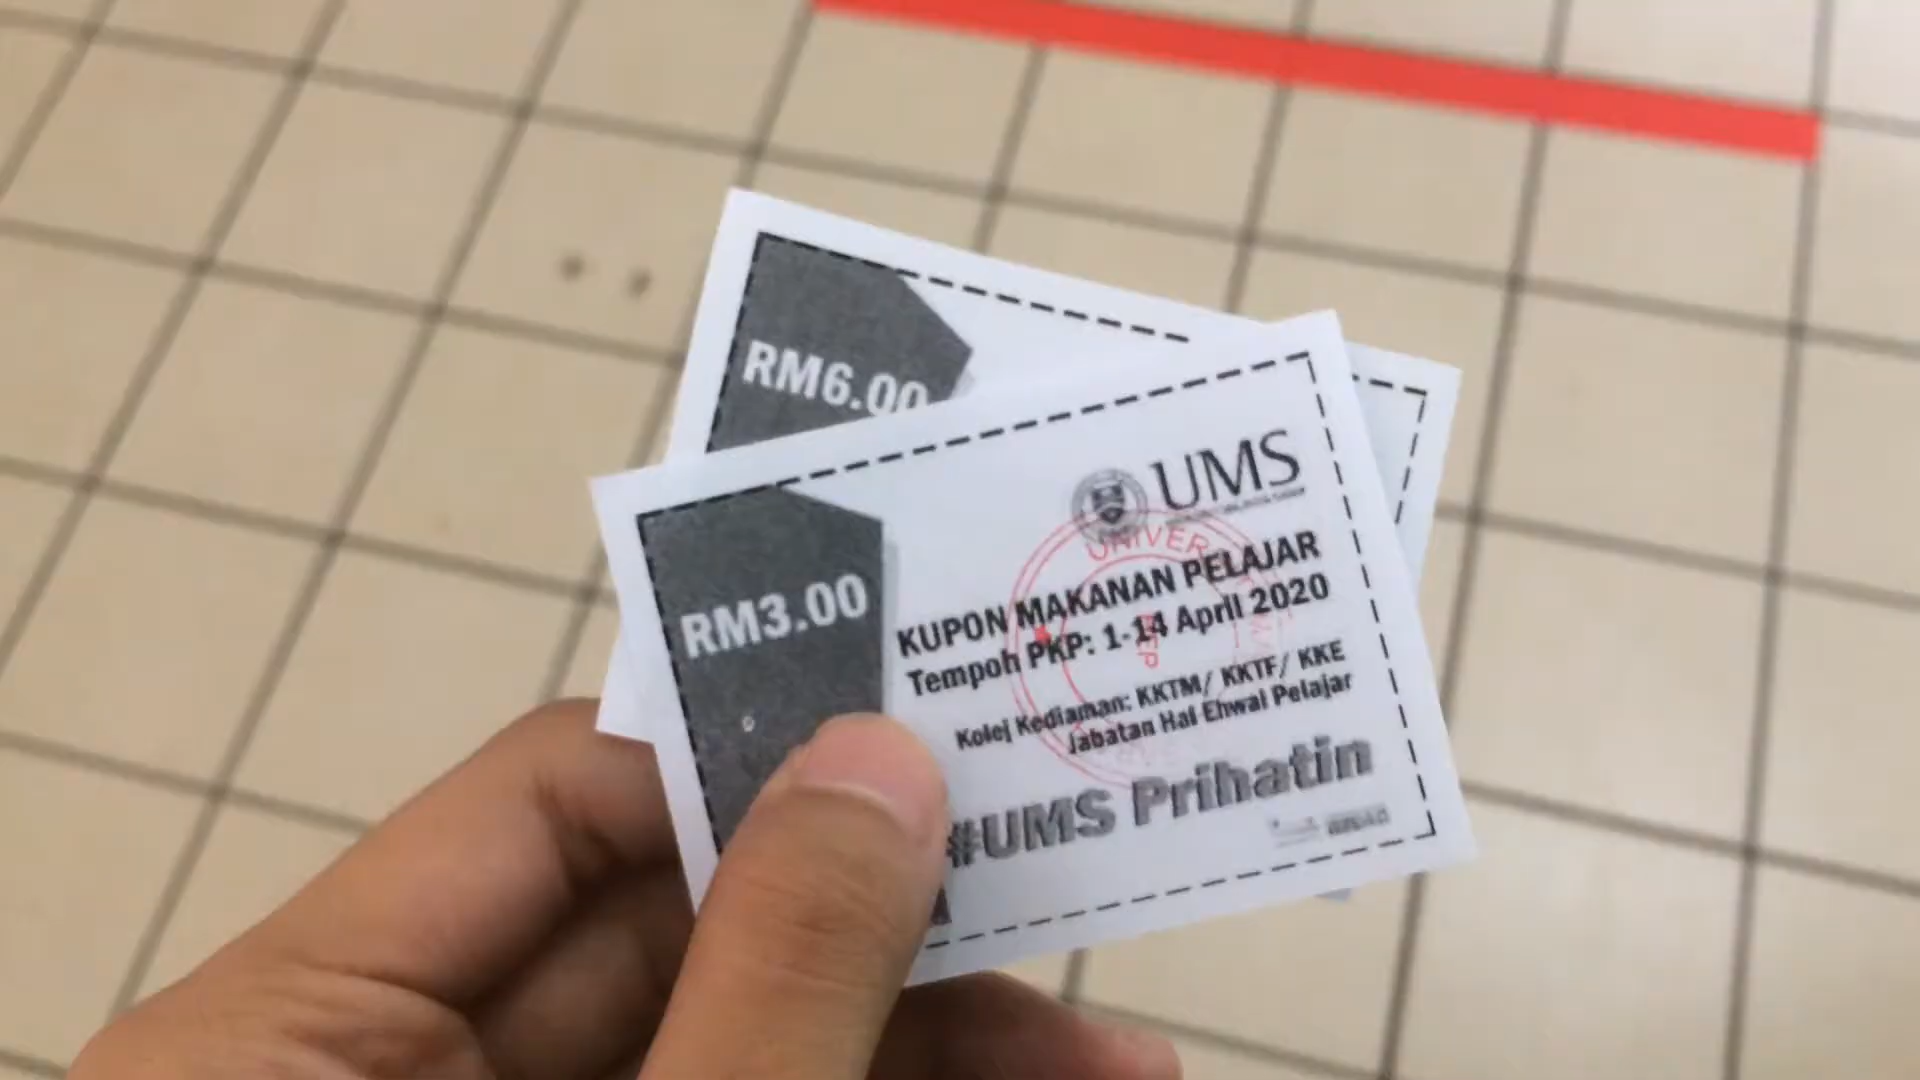 RM6.00
UMS
RM3.00
UNIVER
KUPON MAKANAN PELAJAR
Tempoh PKP: 1-14 April 2020
Kolej Kediaman: KKTM/ KKTF/ KKE
Jabatan Hal Ehwal Pelajar
#UMS Prihatin